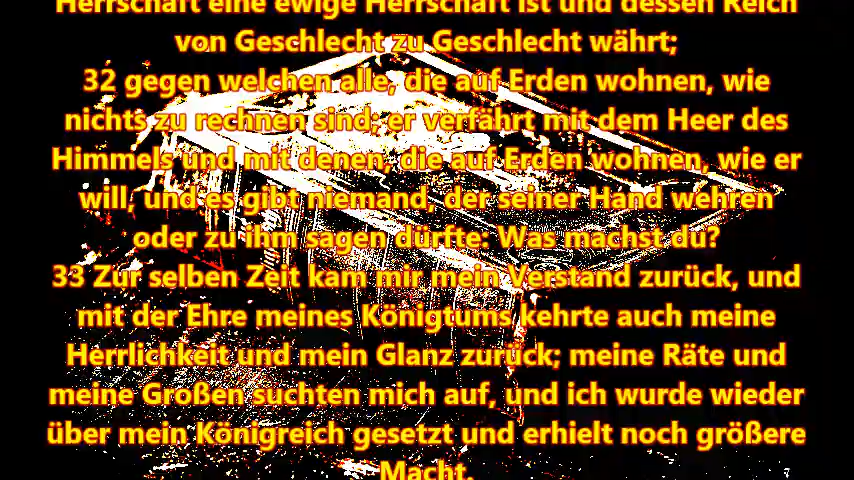 Herrschaft eine ewige Herrschaft ist und dessen Reich
von Geschlecht zu Geschlecht währt;
32 gegen welchen alle, die auf Erden wohnen, wie
nichts zu rechnen sind; er verfährt mit dem Heer des
Himmels und mit denen, die auf Erden wohnen, wie er
will, und es gibt niemand, der seiner Hand wehren
oder zu ihm sagen dürfte: Was machst du?
33 Zur selben Zeit kam mir mein Verstand zurück, und
mit der Ehre meines Königtums kehrte auch meine
Herrlichkeit und mein Glanz zurück; meine Räte und
meine Großen suchten mich auf, und ich wurde wieder
über mein Königreich gesetzt und erhielt noch größere
Macht.